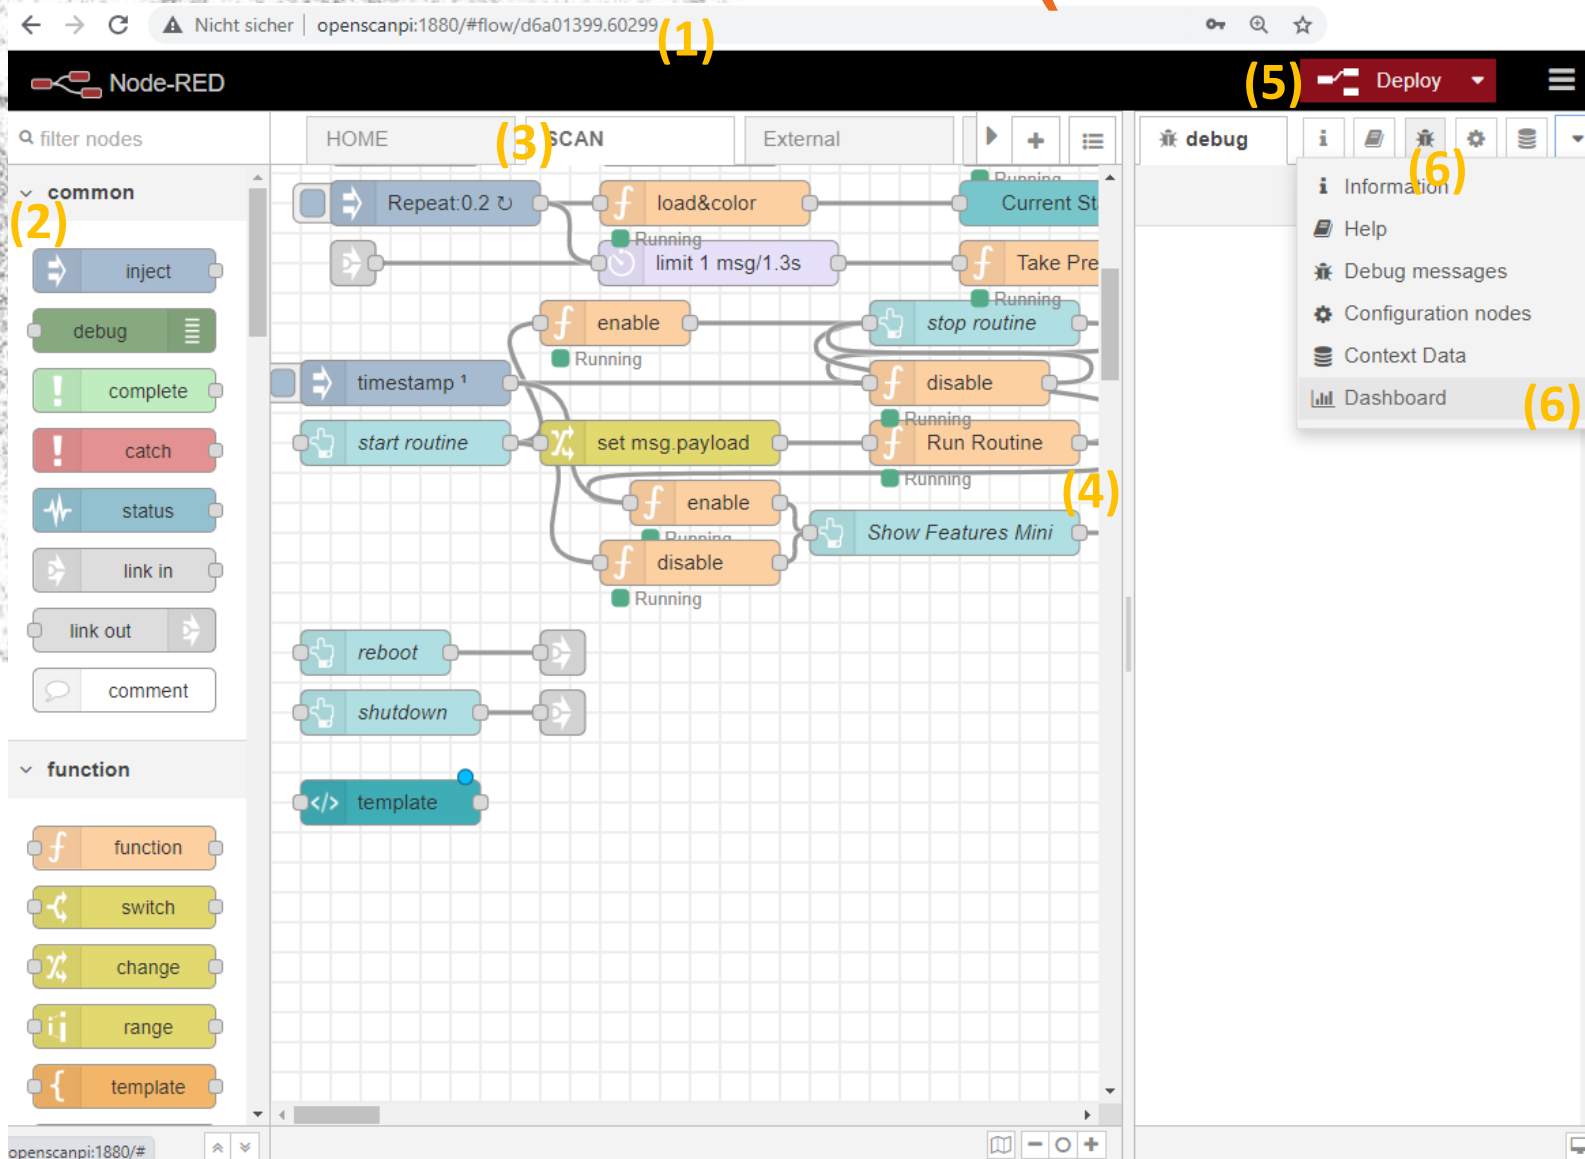 Nicht sicher openscanpi:1880/#flow/d6a01399.60299
(1)
Node-RED
(5)
Deploy
filter nodes
HOME
(3)
SCAN
External
debug
i
(6)
common
(2)
inject
debug
complete
catch
status
link in
link out
comment
function
function
switch
change
range
template
openscanpi:1880/#
Running
Repeat:0.2 ↻
load&color
Current St
Running
limit 1 msg/1.3s
Take Pre
Running
enable
stop routine
Running
timestamp ¹
disable
Running
start routine
set msg.payload
Run Routine
Running
(4)
enable
Running
Show Features Mini
disable
Running
reboot
shutdown
</> template
i Information
Help
Debug messages
Configuration nodes
Context Data
Dashboard
(6)